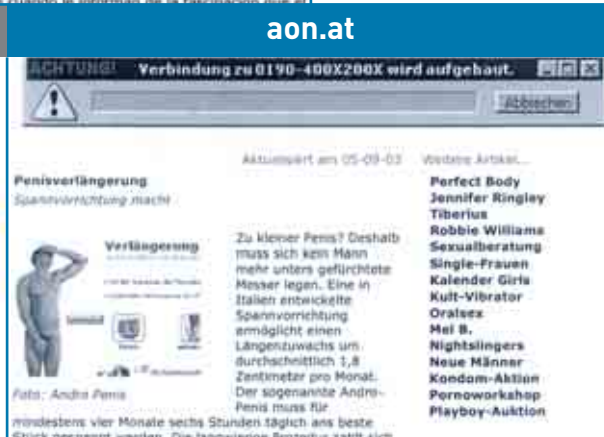 aon.at
ACHTUNG! Verbindung zu 0190-400X200X wird aufgebaut.
Abbrechen
Aktualisiert am 05-09-03
Weitere Artikel...
Penisverlängerung
Spannvorrichtung macht
Verlängerung
Zu kleiner Penis? Deshalb
muss sich kein Mann
mehr unters gefürchtete
Messer legen. Eine in
Italien entwickelte
Spannvorrichtung
ermöglicht einen
Längenzuwachs um
durchschnittlich 1,8
Zentimeter pro Monat.
Der sogenannte Andro-
Penis muss für
mindestens vier Monate sechs Stunden täglich ans beste
Foto: Andro Penis
Perfect Body
Jennifer Ringley
Tiberius
Robbie Williams
Sexualberatung
Single-Frauen
Kalender Girls
Kult-Vibrator
Oralsex
Mel B.
Nightslingers
Neue Männer
Kondom-Aktion
Pornoworkshop
Playboy-Auktion